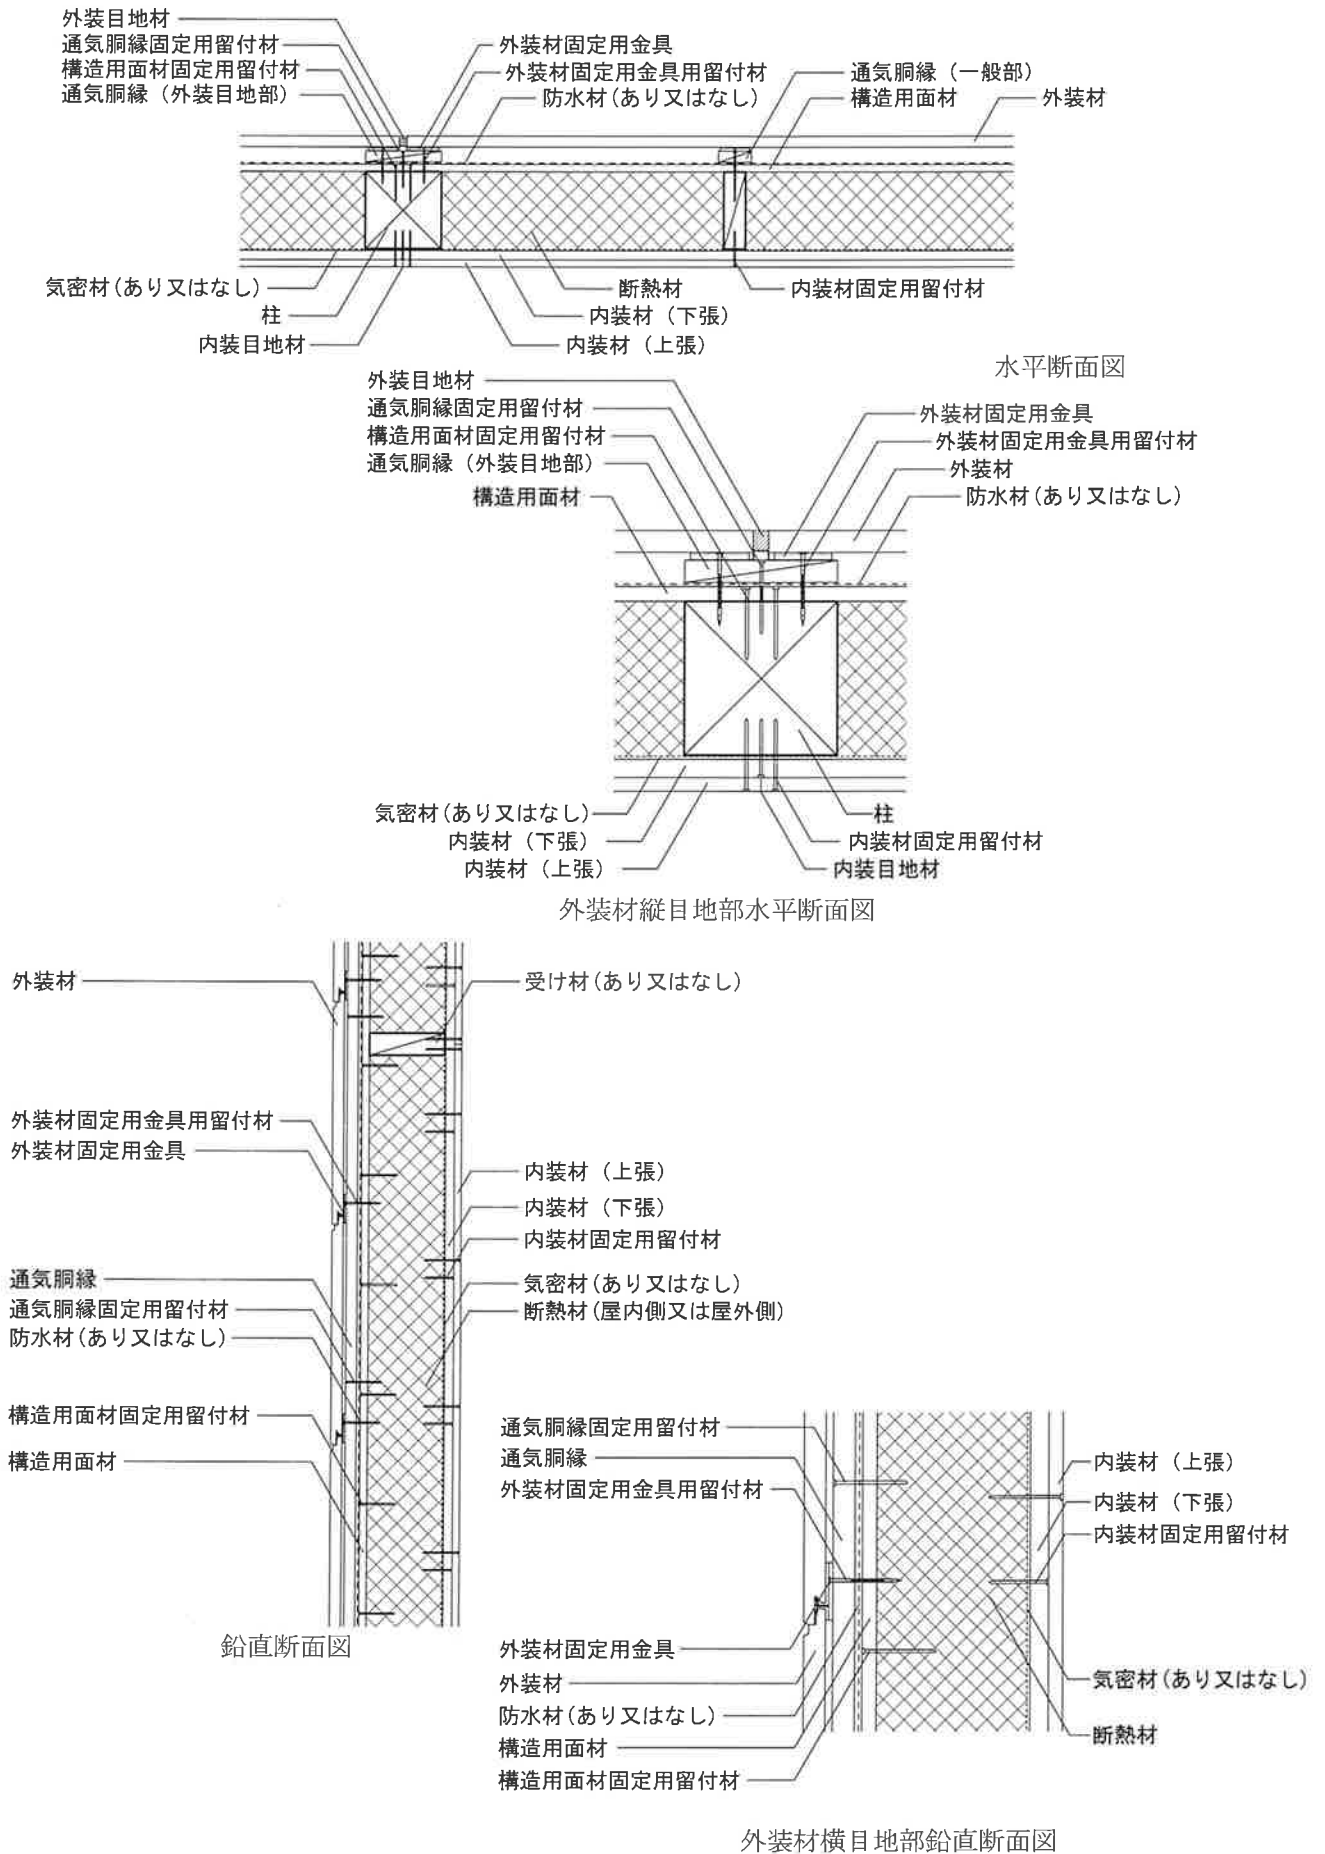 外装目地材
通気胴縁固定用留付材
構造用面材固定用留付材
通気胴縁（外装目地部）
外装材固定用金具
外装材固定用金具用留付材
防水材(あり又はなし)
通気胴縁（一般部）
構造用面材
外装材
気密材(あり又はなし)
柱
内装目地材
断熱材
内装材（下張）
内装材（上張）
内装材固定用留付材
水平断面図
外装目地材
通気胴縁固定用留付材
構造用面材固定用留付材
通気胴縁（外装目地部）
構造用面材
外装材固定用金具
外装材固定用金具用留付材
外装材
防水材(あり又はなし)
気密材(あり又はなし)
内装材（下張）
内装材（上張）
柱
内装材固定用留付材
内装目地材
外装材縦目地部水平断面図
外装材
外装材固定用金具用留付材
外装材固定用金具
通気胴縁
通気胴縁固定用留付材
防水材(あり又はなし)
構造用面材固定用留付材
構造用面材
受け材(あり又はなし)
内装材（上張）
内装材（下張）
内装材固定用留付材
気密材(あり又はなし)
断熱材(屋内側又は屋外側)
鉛直断面図
通気胴縁固定用留付材
通気胴縁
外装材固定用金具用留付材
外装材固定用金具
外装材
防水材(あり又はなし)
構造用面材
構造用面材固定用留付材
内装材（上張）
内装材（下張）
内装材固定用留付材
気密材(あり又はなし)
断熱材
外装材横目地部鉛直断面図